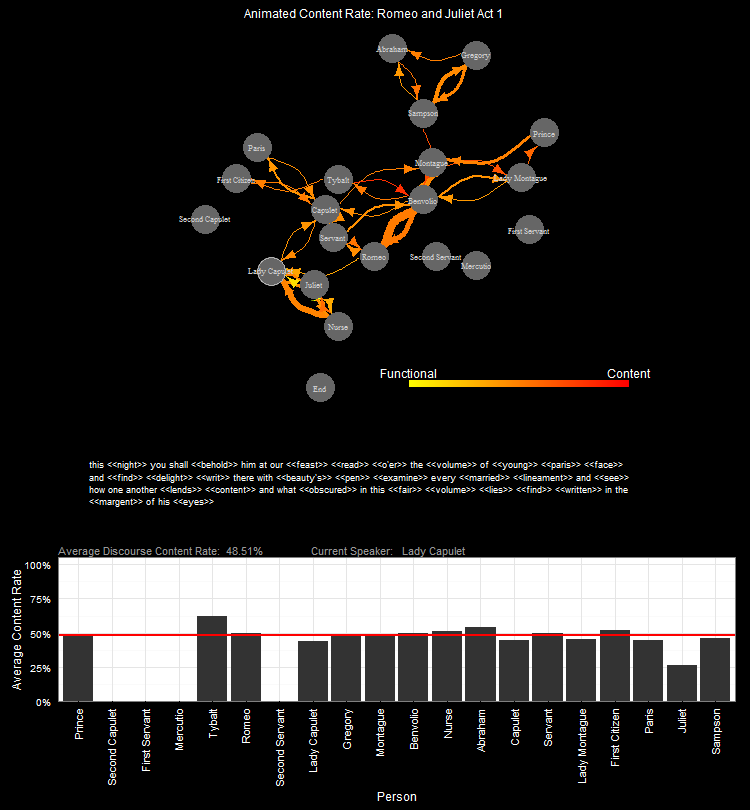 Animated Content Rate: Romeo and Juliet Act 1
Abraham
Gregory
Sampson
Prince
Paris
Montague
First Citizen
Tybalt
Lady Montague
Benvolio
Capulet
Second Capulet
First Servant
Servant
Romeo
Second Servant
Mercutio
Lady Capulet
Juliet
Nurse
End
Functional Content
this <<night>> you shall <<behold>> him at our <<feast>> <<read>> <<o'er>> the <<volume>> of <<young>> <<paris>> <<face>>
and <<find>> <<delight>> <<writ>> there with <<beauty's>> <<pen>> <<examine>> every <<married>> <<lineament>> and <<see>>
how one another <<lends>> <<content>> and what <<obscured>> in this <<fair>> <<volume>> <<lies>> <<find>> <<written>> in the
<<margent>> of his <<eyes>>
Average Discourse Content Rate: 48.51% Current Speaker: Lady Capulet
100%
75%
50%
25%
0%
Average Content Rate
Prince
Second Capulet
First Servant
Mercutio
Tybalt
Romeo
Second Servant
Lady Capulet
Gregory
Montague
Benvolio
Nurse
Abraham
Capulet
Servant
Lady Montague
First Citizen
Paris
Juliet
Sampson
Person